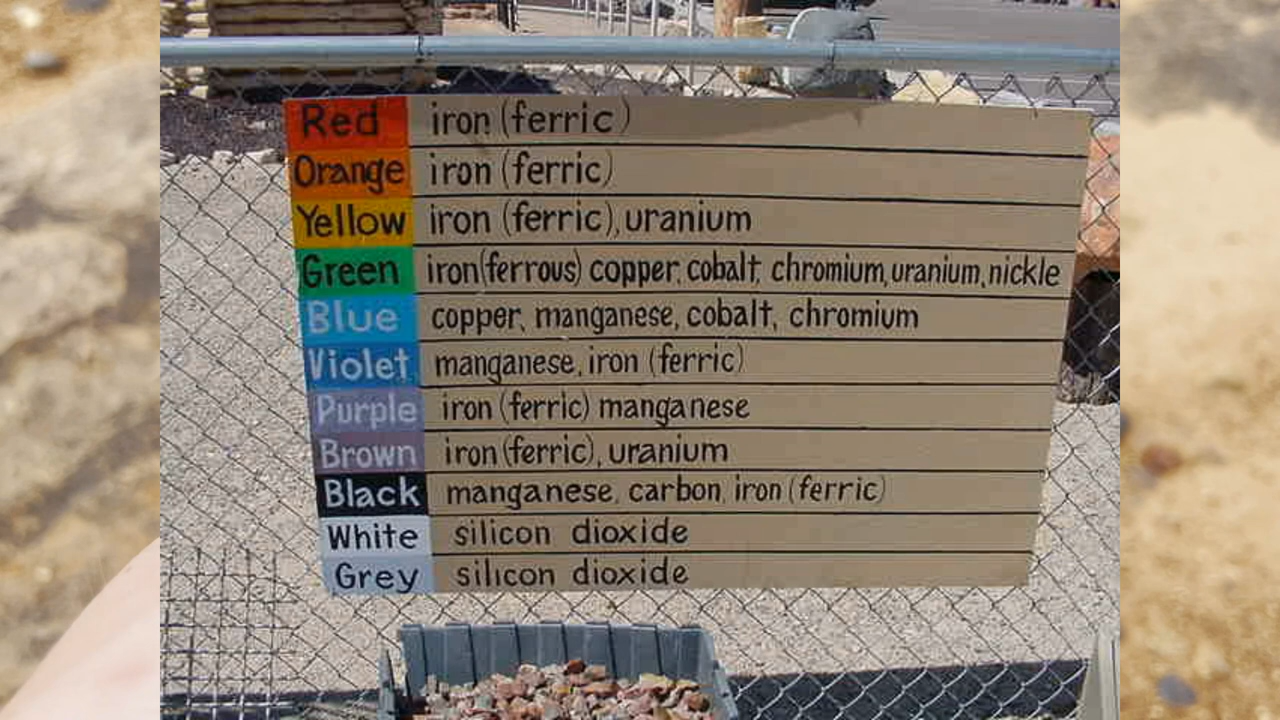 Red iron (ferric)
Orange iron (ferric)
Yellow iron (ferric), uranium
Green iron(ferrous) copper, cobalt, chromium, uranium, nickle
Blue copper, manganese, cobalt, chromium
Violet manganese, iron (ferric)
Purple iron (ferric) manganese
Brown iron (ferric), uranium
Black manganese, carbon, iron (ferric)
White silicon dioxide
Grey silicon dioxide